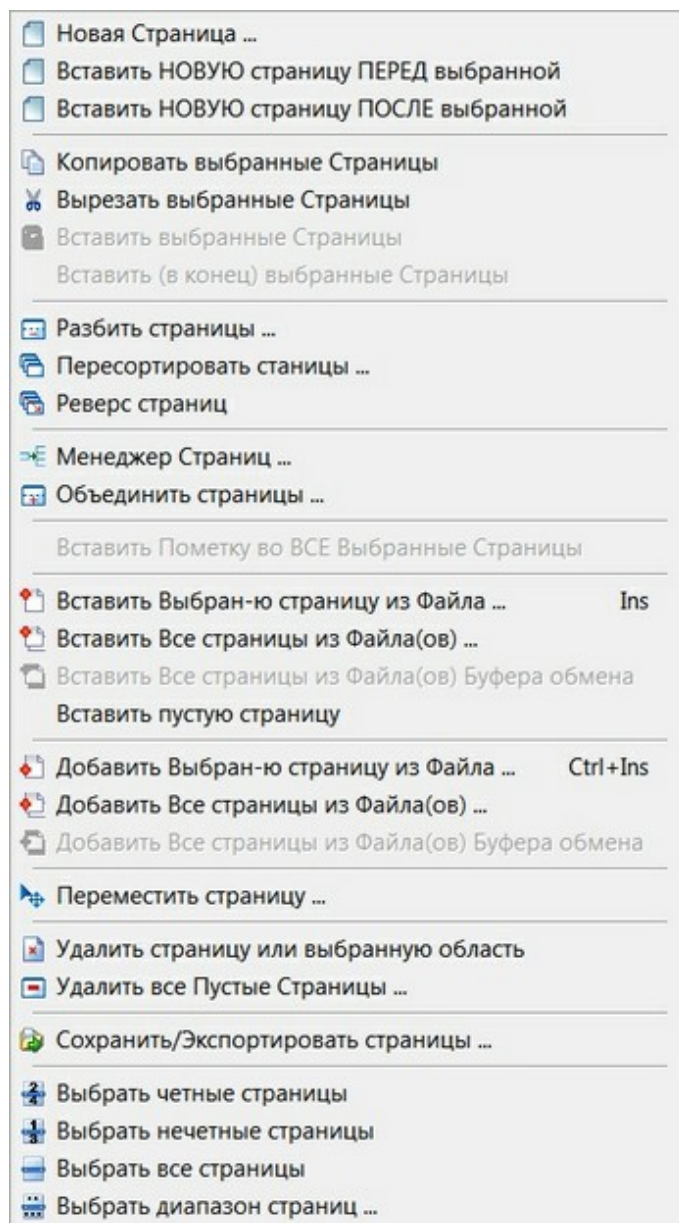 Новая Страница ...
Вставить НОВУЮ страницу ПЕРЕД выбранной
Вставить НОВУЮ страницу ПОСЛЕ выбранной
Копировать выбранные Страницы
Вырезать выбранные Страницы
Вставить выбранные Страницы
Вставить (в конец) выбранные Страницы
Разбить страницы ...
Пересортировать станицы ...
Реверс страниц
Менеджер Страниц ...
Объединить страницы ...
Вставить Пометку во ВСЕ Выбранные Страницы
Вставить Выбран-ю страницу из Файла ... Ins
Вставить Все страницы из Файла(ов) ...
Вставить Все страницы из Файла(ов) Буфера обмена
Вставить пустую страницу
Добавить Выбран-ю страницу из Файла ... Ctrl+Ins
Добавить Все страницы из Файла(ов) ...
Добавить Все страницы из Файла(ов) Буфера обмена
Переместить страницу ...
Удалить страницу или выбранную область
Удалить все Пустые Страницы ...
Сохранить/Экспортировать страницы ...
Выбрать четные страницы
Выбрать нечетные страницы
Выбрать все страницы
Выбрать диапазон страниц ...